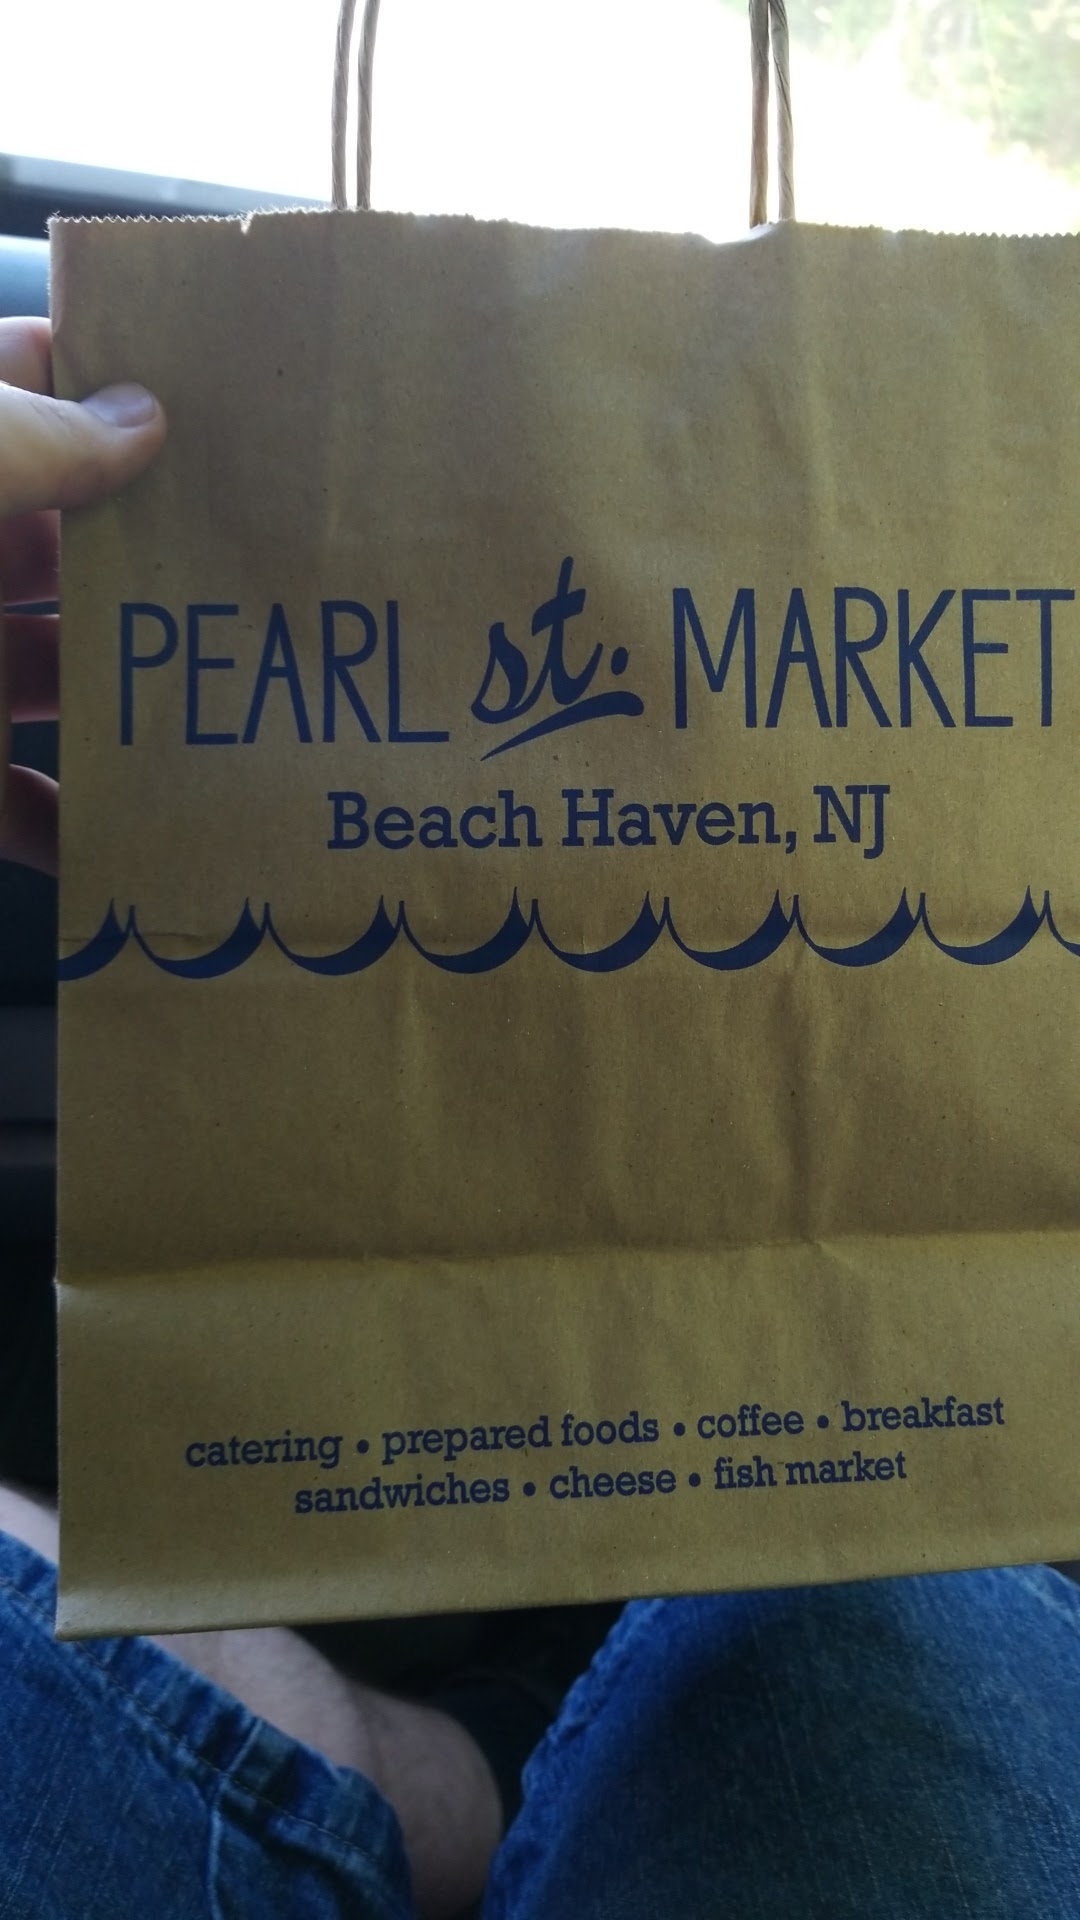 PEARL st. MARKET
Beach Haven, NJ
catering • prepared foods • coffee • breakfast
sandwiches • cheese • fish market